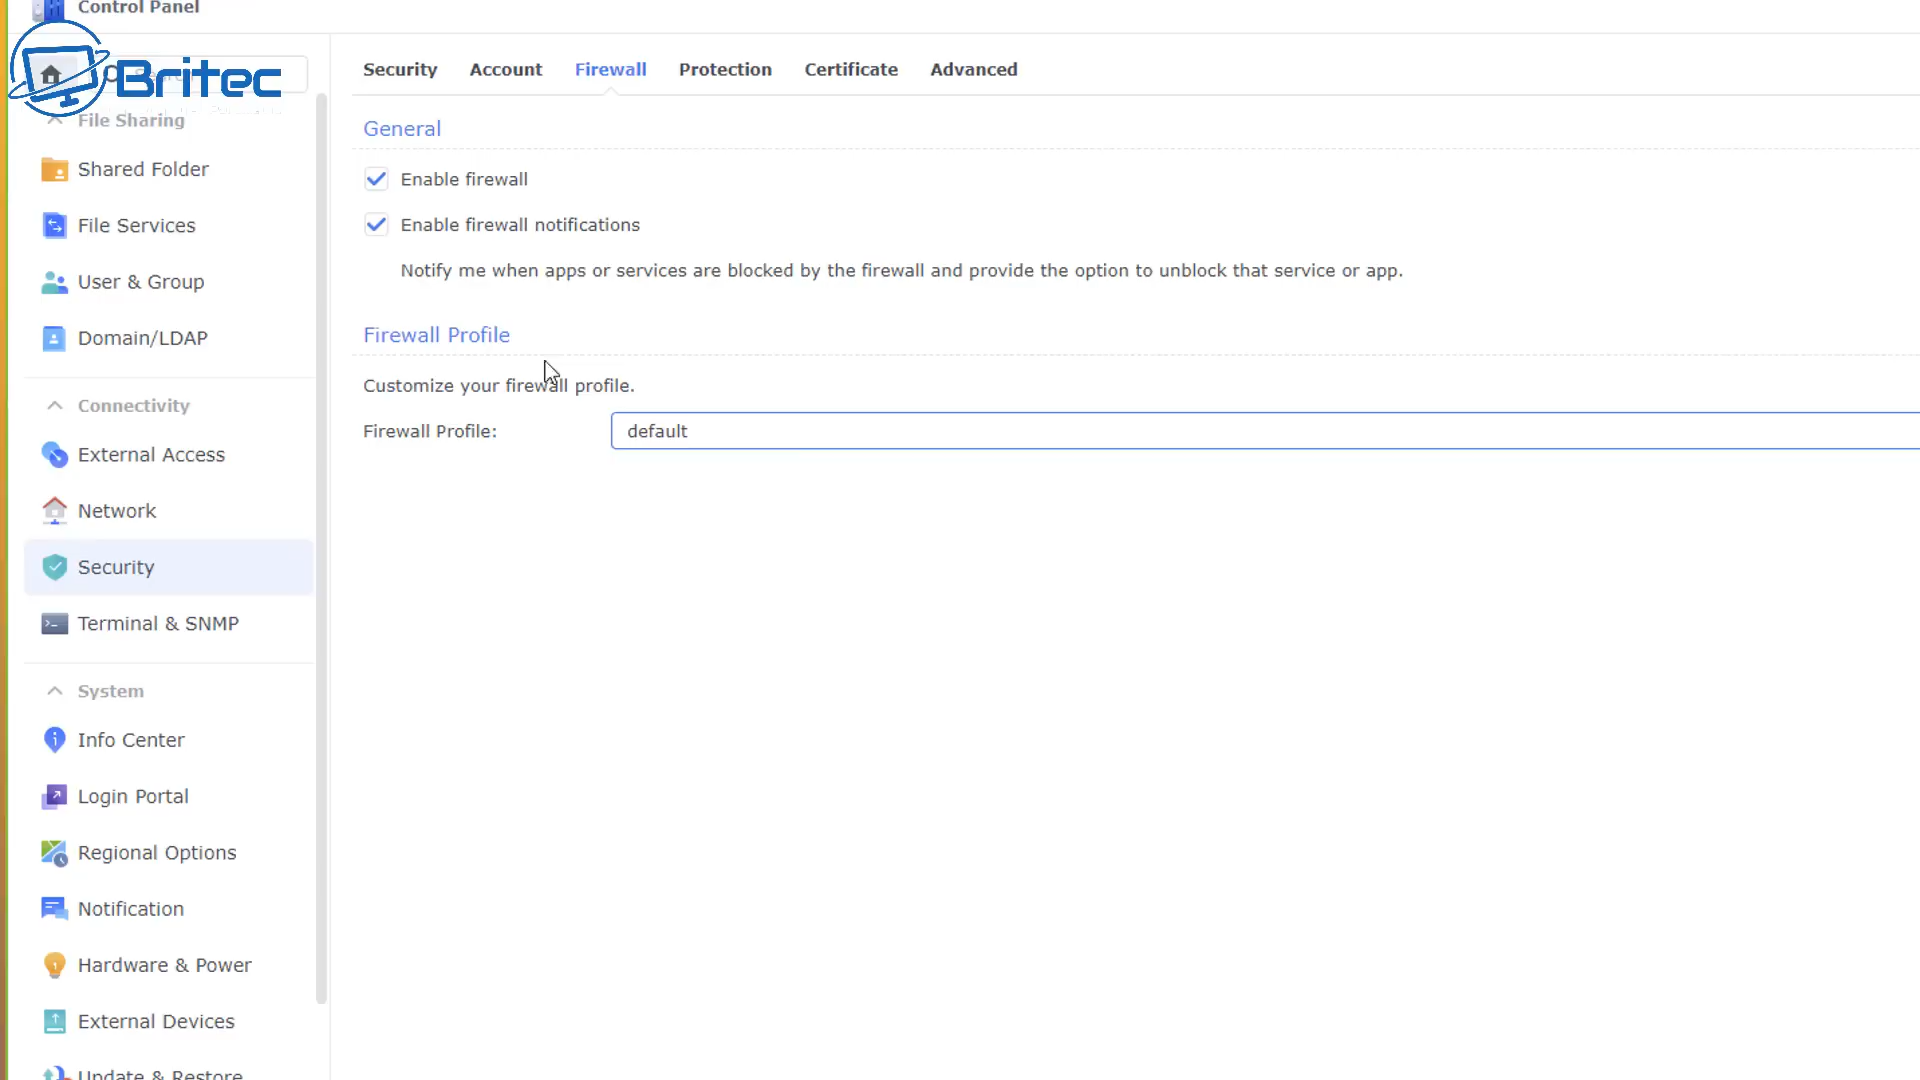 Control Panel
Britec
File Sharing
Shared Folder
File Services
User & Group
Domain/LDAP
Connectivity
External Access
Network
Security
Terminal & SNMP
System
Info Center
Login Portal
Regional Options
Notification
Hardware & Power
External Devices
Update & Restore
Security Account Firewall Protection Certificate Advanced
General
Enable firewall
Enable firewall notifications
Notify me when apps or services are blocked by the firewall and provide the option to unblock that service or app.
Firewall Profile
Customize your firewall profile.
Firewall Profile: default